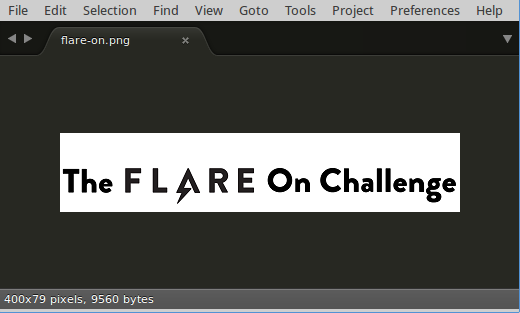 File Edit Selection Find View Goto Tools Project Preferences Help
flare-on.png
The FLARE On Challenge
400x79 pixels, 9560 bytes